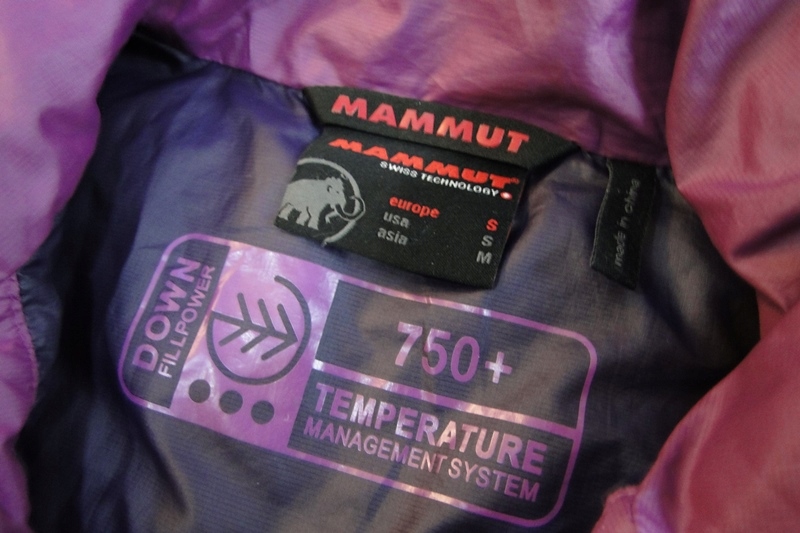 MAMMUT
MAMMUT
SWISS TECHNOLOGY
europe S
usa S
asia M
made in china
DOWN
FILLPOWER
750+
TEMPERATURE
MANAGEMENT SYSTEM